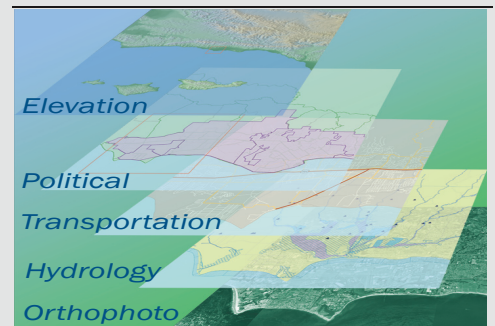 Elevation
Political
Transportation
Hydrology
Orthophoto